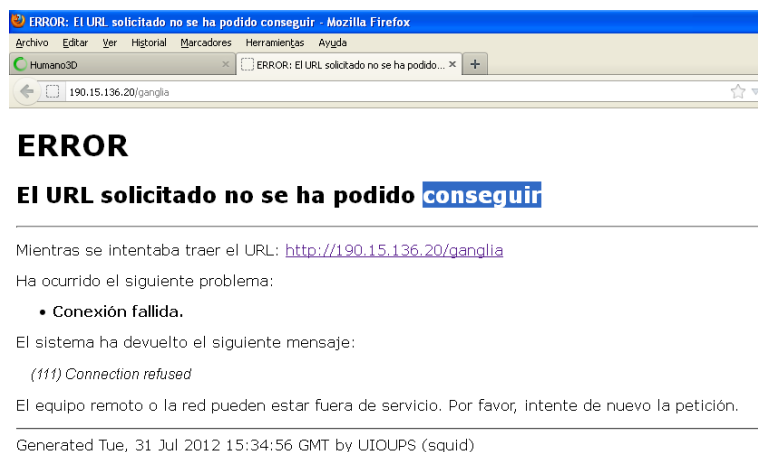 ERROR: El URL solicitado no se ha podido conseguir - Mozilla Firefox
Archivo Editar Ver Historial Marcadores Herramientas Ayuda
Humano3D × ERROR: El URL solicitado no se ha podido... × +
190.15.136.20/ganglia
ERROR
El URL solicitado no se ha podido conseguir
Mientras se intentaba traer el URL: http://190.15.136.20/ganglia
Ha ocurrido el siguiente problema:
• Conexión fallida.
El sistema ha devuelto el siguiente mensaje:
(111) Connection refused
El equipo remoto o la red pueden estar fuera de servicio. Por favor, intente de nuevo la petición.
Generated Tue, 31 Jul 2012 15:34:56 GMT by UIOUPS (squid)